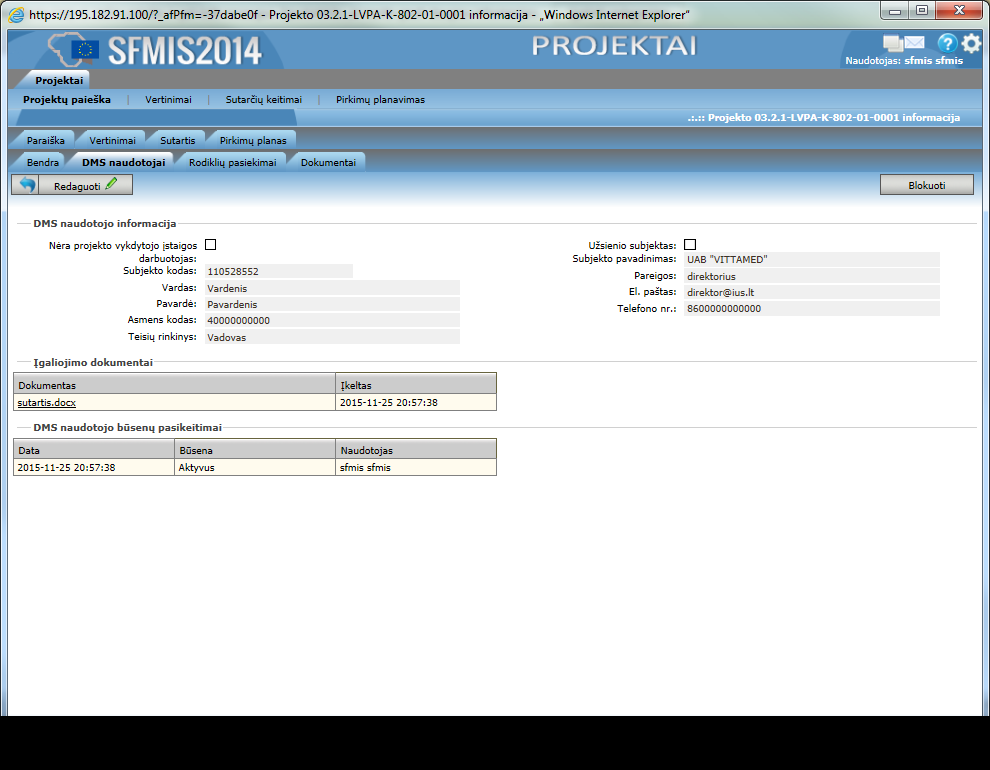 https://195.182.91.100/?_afPfm=-37dabe0f - Projekto 03.2.1-LVPA-K-802-01-0001 informacija - „Windows Internet Explorer“
SFMIS2014
PROJEKTAI
?
Naudotojas: sfmis sfmis
Projektai
Projektų paieška | Vertinimai | Sutarčių keitimai | Pirkimų planavimas
.:.:: Projekto 03.2.1-LVPA-K-802-01-0001 informacija
Paraiška Vertinimai Sutartis Pirkimų planas
Bendra DMS naudotojai Rodiklių pasiekimai Dokumentai
Redaguoti Blokuoti
DMS naudotojo informacija
Nėra projekto vykdytojo įstaigos darbuotojas:
Subjekto kodas: 110528552
Vardas: Vardenis
Pavardė: Pavardenis
Asmens kodas: 40000000000
Teisių rinkinys: Vadovas
Užsienio subjektas:
Subjekto pavadinimas: UAB "VITTAMED"
Pareigos: direktorius
El. paštas: direktor@ius.lt
Telefono nr.: 8600000000000
Įgaliojimo dokumentai
Dokumentas Įkeltas
sutartis.docx 2015-11-25 20:57:38
DMS naudotojo būsenų pasikeitimai
Data Būsena Naudotojas
2015-11-25 20:57:38 Aktyvus sfmis sfmis